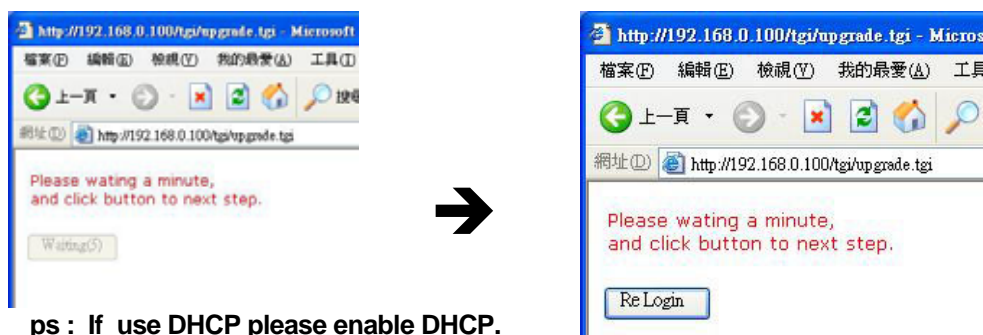 http://192.168.0.100/tgi/upgrade.tgi - Microsoft
檔案(F) 編輯(E) 檢視(V) 我的最愛(A) 工具(T)
上一頁
網址(D) http://192.168.0.100/tgi/upgrade.tgi
Please wating a minute,
and click button to next step.
Waiting(5)
http://192.168.0.100/tgi/upgrade.tgi - Micros
檔案(F) 編輯(E) 檢視(V) 我的最愛(A) 工具
上一頁
網址(D) http://192.168.0.100/tgi/upgrade.tgi
Please wating a minute,
and click button to next step.
Re Login
ps : If use DHCP please enable DHCP.